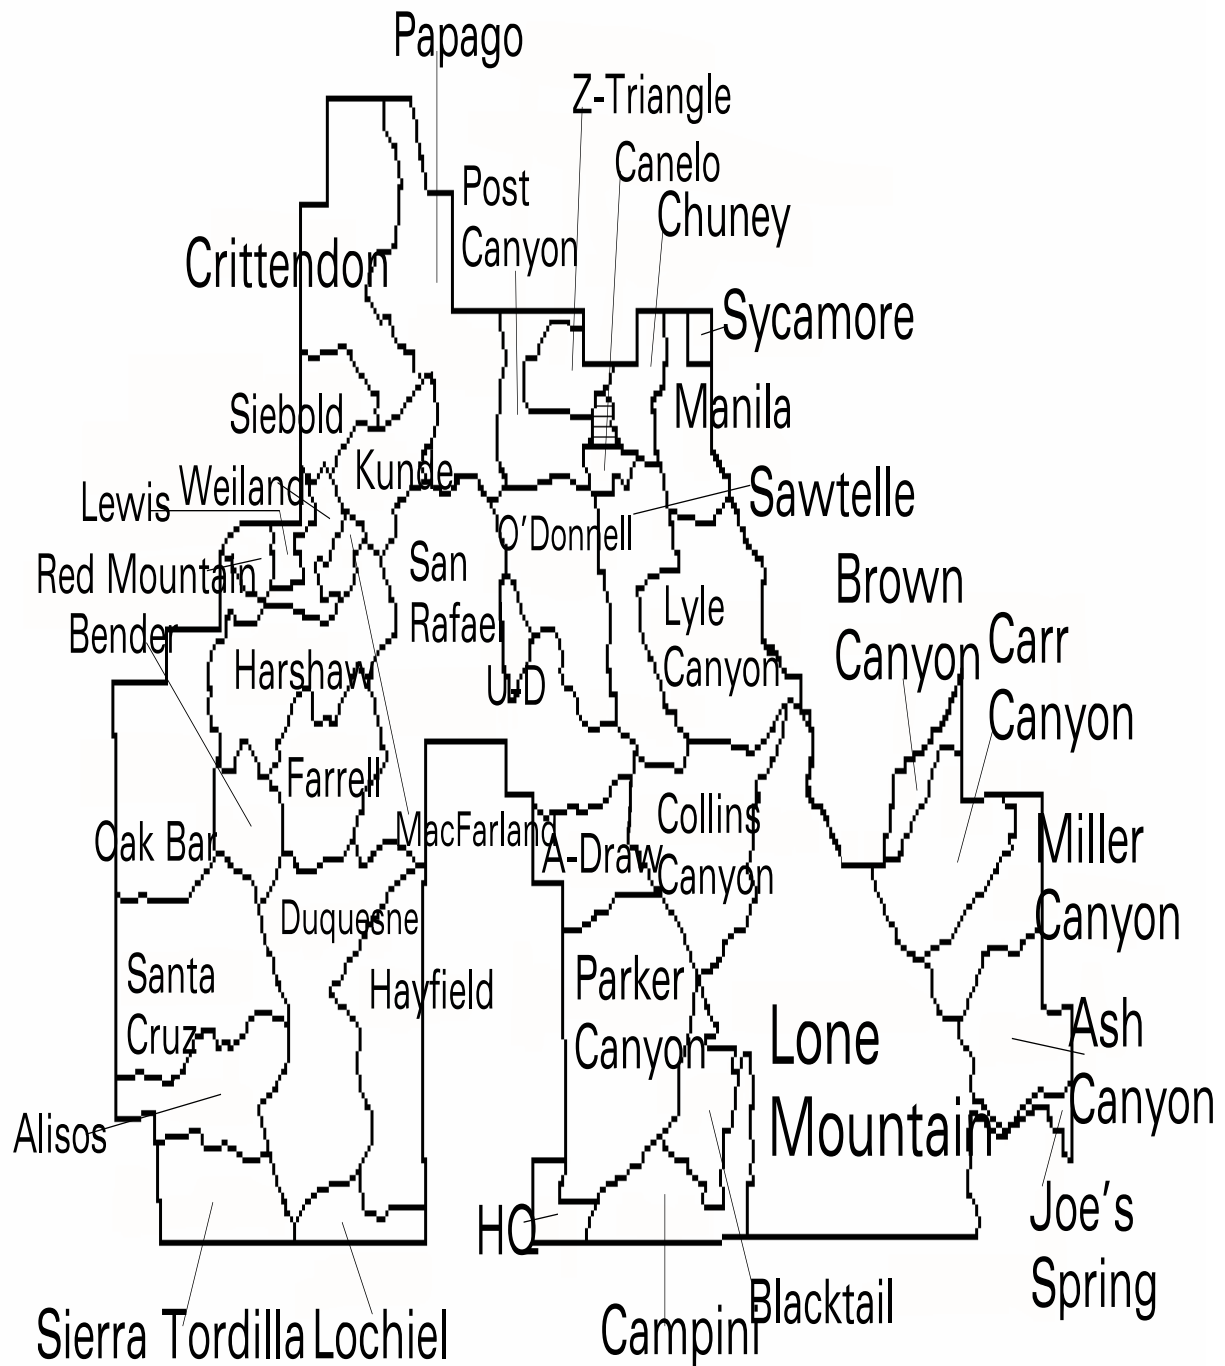 Papago
Z-Triangle
Canelo
Post
Canyon
Chuney
Crittendon
Sycamore
Siebold
Manila
Kunde
Weiland
Lewis
Sawtelle
O'Donnell
Red Mountain
San
Rafael
Brown
Canyon
Lyle
Canyon
Bender
Carr
Canyon
Harshaw
U-D
Farrell
Collins
Canyon
MacFarland
Oak Bar
A-Draw
Miller
Canyon
Duquesne
Santa
Cruz
Hayfield
Parker
Canyon
Lone
Mountain
Ash
Canyon
Alisos
Joe's
Spring
HQ
Blacktail
Sierra Tordilla
Lochiel
Campini